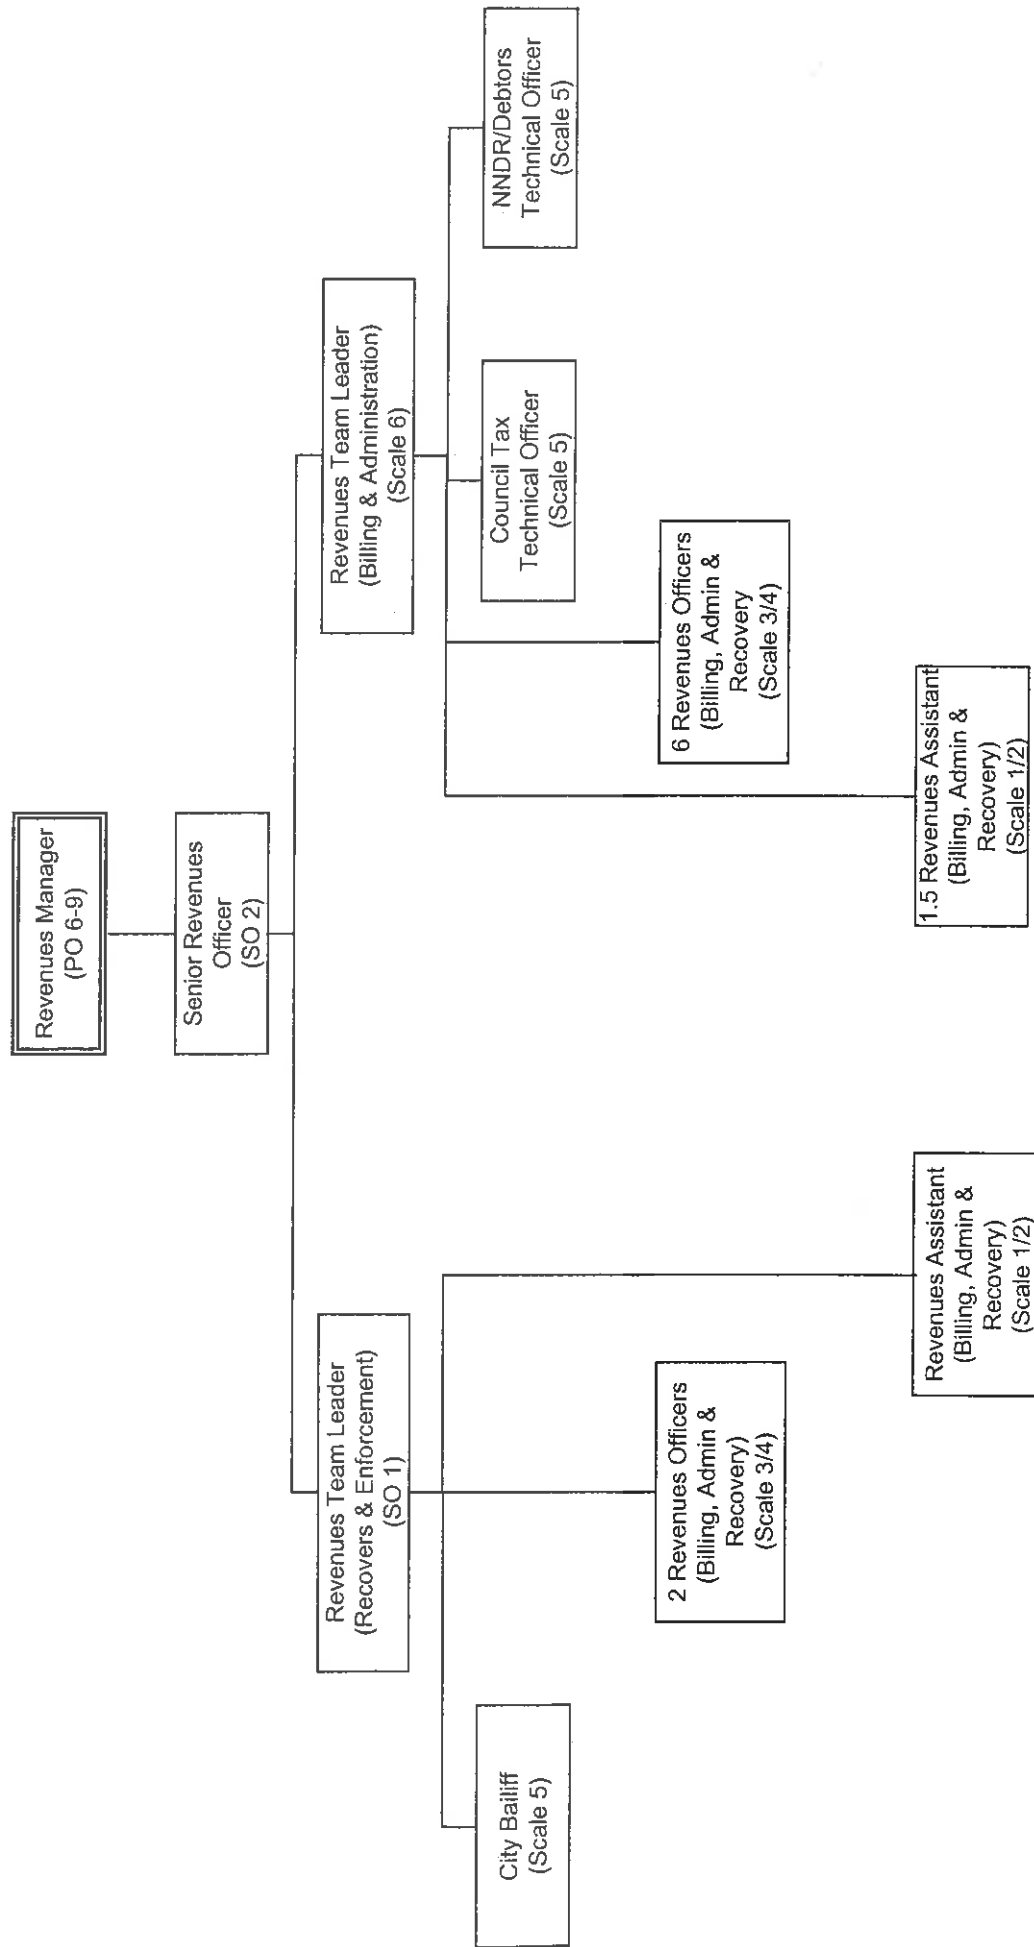 Revenues Manager
(PO 6-9)
Senior Revenues
Officer
(SO 2)
Revenues Team Leader
(Recovers & Enforcement)
(SO 1)
Revenues Team Leader
(Billing & Administration)
(Scale 6)
City Bailiff
(Scale 5)
Council Tax
Technical Officer
(Scale 5)
NNDR/Debtors
Technical Officer
(Scale 5)
2 Revenues Officers
(Billing, Admin &
Recovery)
(Scale 3/4)
6 Revenues Officers
(Billing, Admin &
Recovery
(Scale 3/4)
Revenues Assistant
(Billing, Admin &
Recovery)
(Scale 1/2)
1.5 Revenues Assistant
(Billing, Admin &
Recovery)
(Scale 1/2)